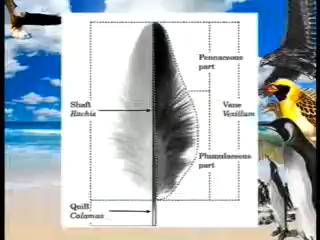 Pennaceous
part
Shaft
Rachis
Vane
Vexillum
Plumulaceous
part
Quill
Calamus